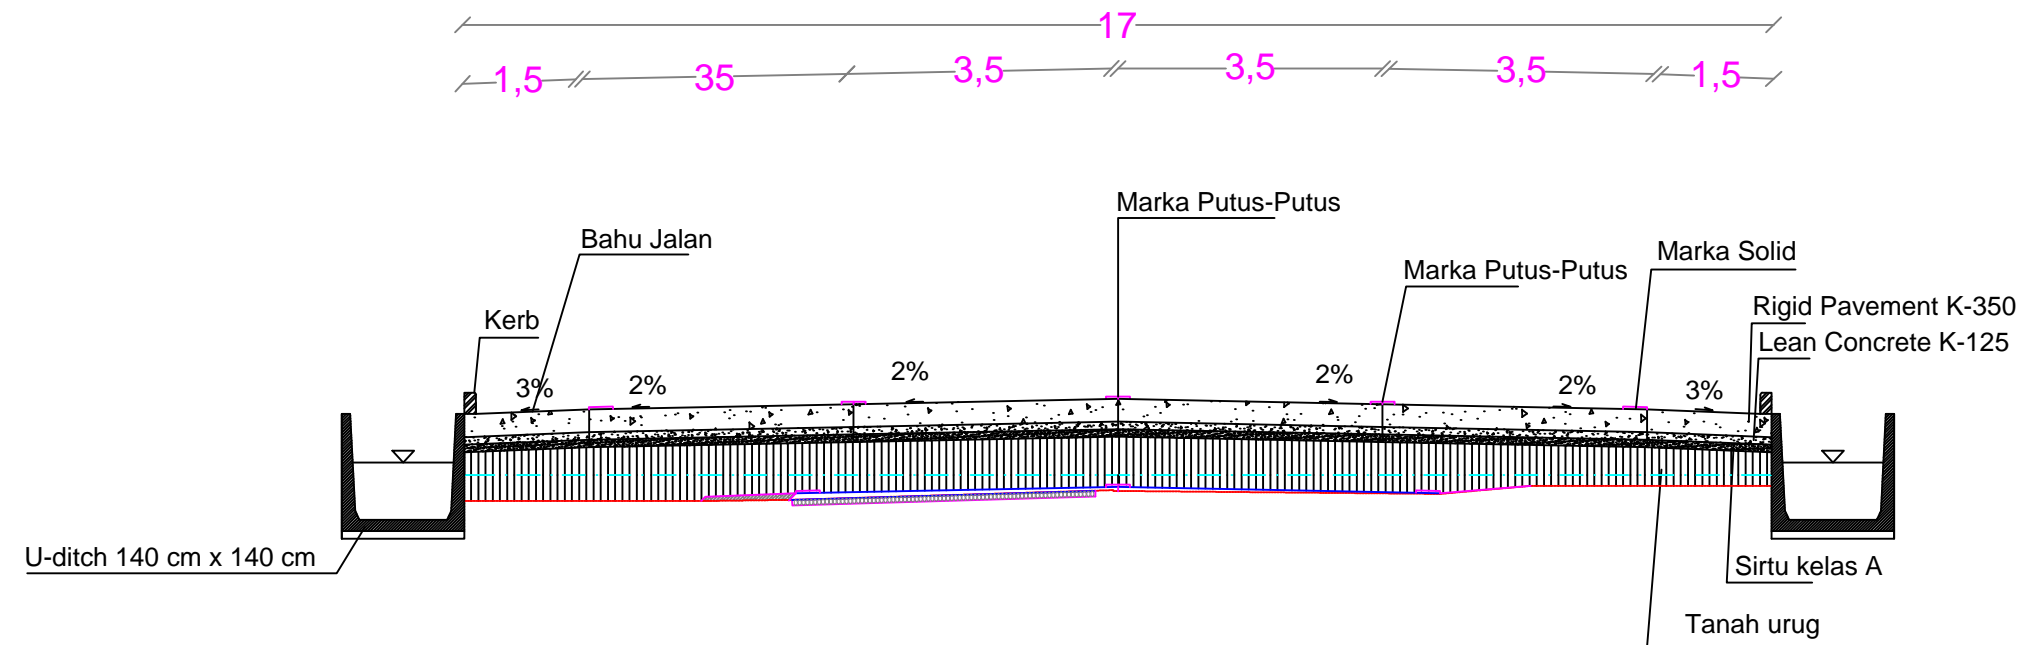 17
1,5 35 3,5 3,5 3,5 1,5
Marka Putus-Putus
Bahu Jalan
Marka Solid
Marka Putus-Putus
Kerb
Rigid Pavement K-350
Lean Concrete K-125
3% 2% 2% 2% 2% 3%
U-ditch 140 cm x 140 cm
Sirtu kelas A
Tanah urug